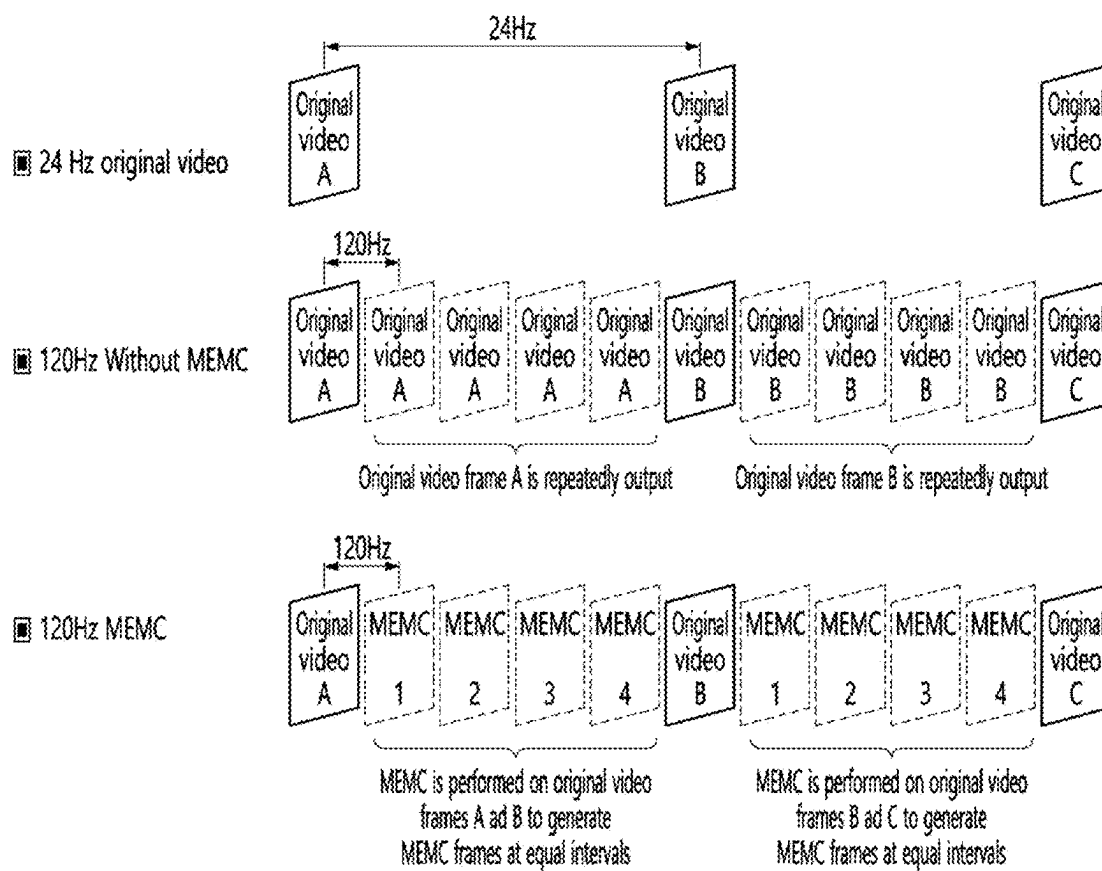 24Hz
Original video A
Original video B
Original video C
▣ 24 Hz original video
120Hz
Original video A
Original video A
Original video A
Original video A
Original video A
Original video B
Original video B
Original video B
Original video B
Original video B
Original video C
▣ 120Hz Without MEMC
Original video frame A is repeatedly output
Original video frame B is repeatedly output
120Hz
▣ 120Hz MEMC
Original video A
MEMC 1
MEMC 2
MEMC 3
MEMC 4
Original video B
MEMC 1
MEMC 2
MEMC 3
MEMC 4
Original video C
MEMC is performed on original video
frames A ad B to generate
MEMC frames at equal intervals
MEMC is performed on original video
frames B ad C to generate
MEMC frames at equal intervals